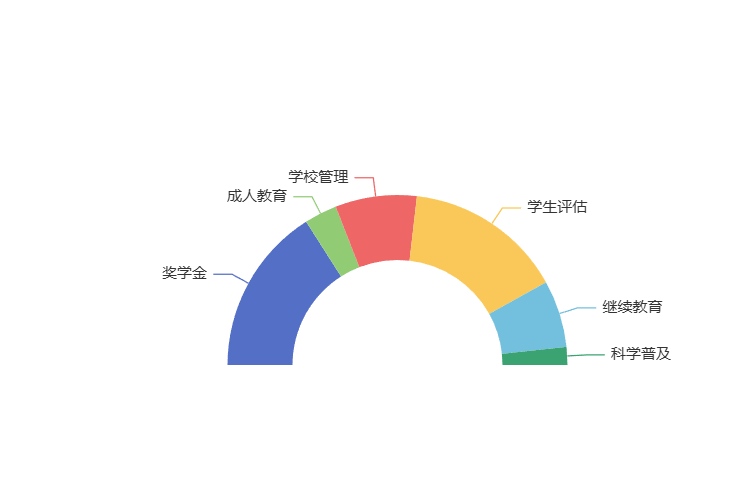 学校管理
成人教育
学生评估
奖学金
继续教育
科学普及